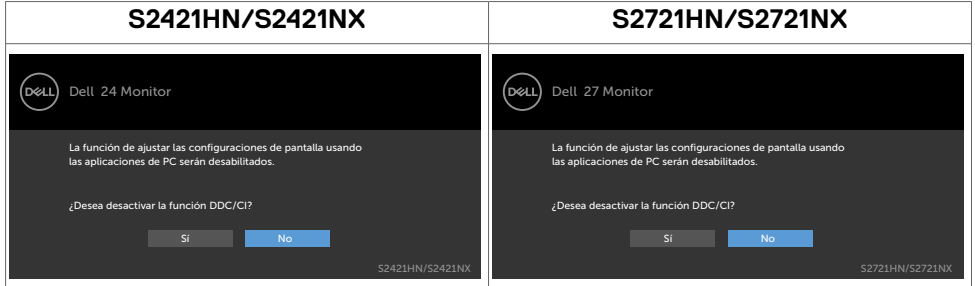 S2421HN/S2421NX
S2721HN/S2721NX
DELL
Dell 24 Monitor
La función de ajustar las configuraciones de pantalla usando
las aplicaciones de PC serán desabilitados.
¿Desea desactivar la función DDC/CI?
Sí
No
S2421HN/S2421NX
DELL
Dell 27 Monitor
La función de ajustar las configuraciones de pantalla usando
las aplicaciones de PC serán desabilitados.
¿Desea desactivar la función DDC/CI?
Sí
No
S2721HN/S2721NX